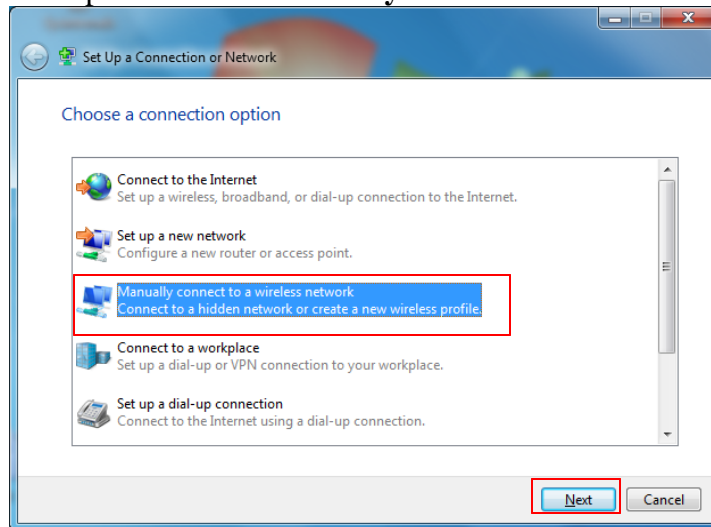 Set Up a Connection or Network
Choose a connection option
Connect to the Internet
Set up a wireless, broadband, or dial-up connection to the Internet.
Set up a new network
Configure a new router or access point.
Manually connect to a wireless network
Connect to a hidden network or create a new wireless profile.
Connect to a workplace
Set up a dial-up or VPN connection to your workplace.
Set up a dial-up connection
Connect to the Internet using a dial-up connection.
Next Cancel